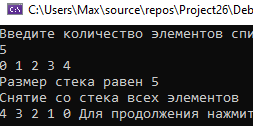 C:\Users\Max\source\repos\Project26\Deb
Введите количество элементов спи
5
0 1 2 3 4
Размер стека равен 5
Снятие со стека всех элементов
4 3 2 1 0 Для продолжения нажмит